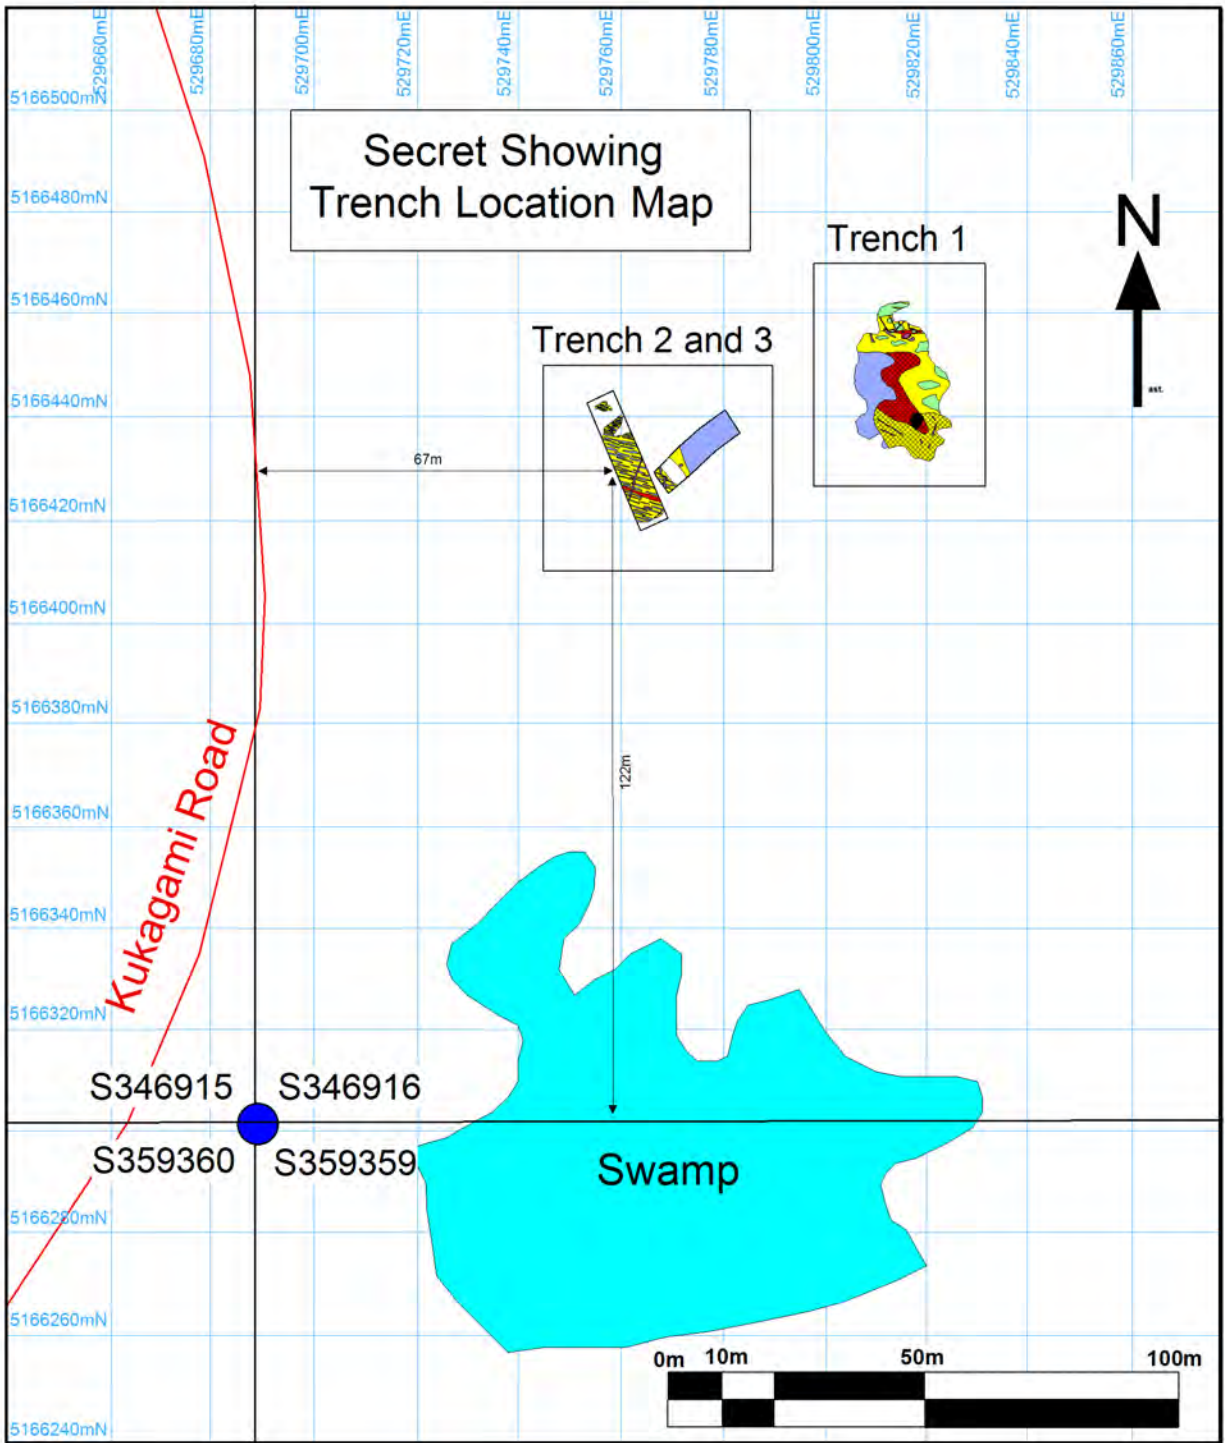 529660mE
529680mE
529700mE
529720mE
529740mE
529760mE
529780mE
529800mE
529820mE
529840mE
529860mE
5166500mN
Secret Showing
Trench Location Map
5166480mN
N
Trench 1
5166460mN
Trench 2 and 3
ast.
5166440mN
67m
5166420mN
5166400mN
5166380mN
Kukagami Road
122m
5166360mN
5166340mN
5166320mN
S346915
S346916
S359360
S359359
Swamp
5166280mN
5166260mN
0m 10m 50m 100m
5166240mN